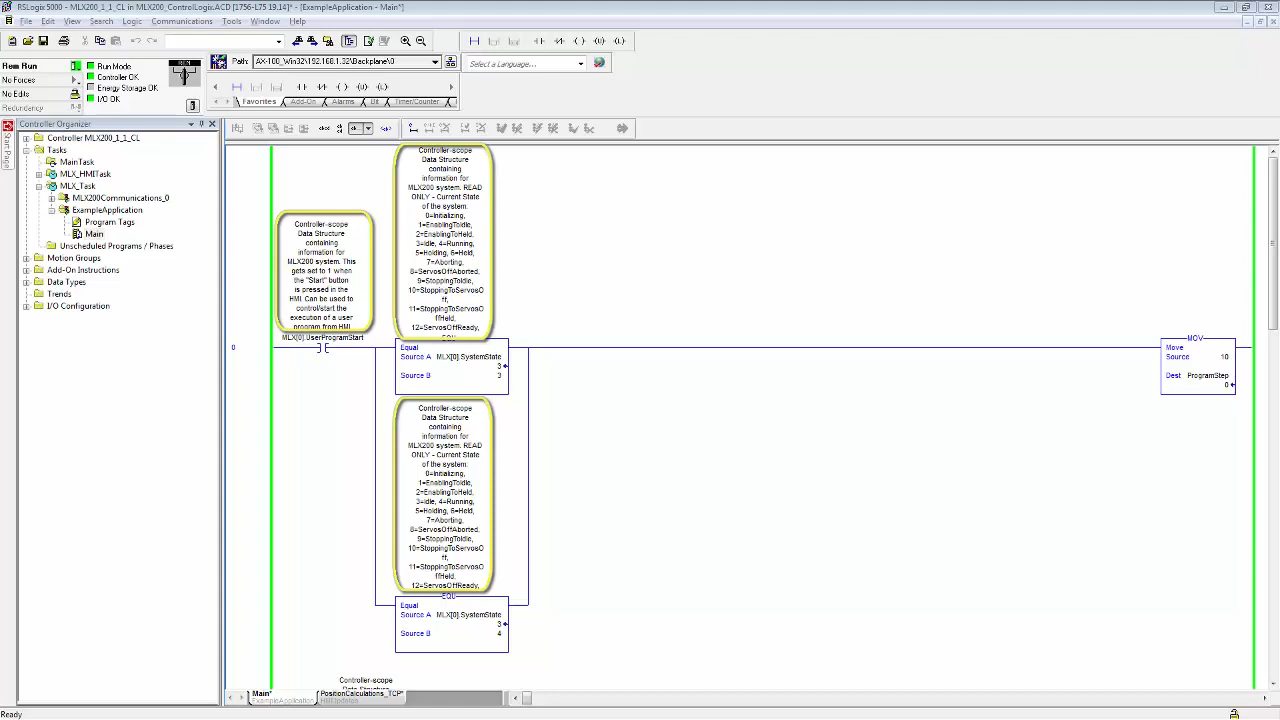 RSLogix 5000 - MLX200_1_1_CL in MLX200_ControlLogix.ACD [1756-L75 19.14]* - [ExampleApplication - Main*]
File Edit View Search Logic Communications Tools Window Help
Rem Run
No Forces
No Edits
Redundancy
Run Mode
Controller OK
Energy Storage OK
I/O OK
REM
Path: AX-100_Win32\192.168.1.32\Backplane\0
Select a Language...
Favorites Add-On Alarms Bit Timer/Counter
Start Page
Controller Organizer
Controller MLX200_1_1_CL
Tasks
MainTask
MLX_HMITask
MLX_Task
MLX200Communications_0
ExampleApplication
Program Tags
Main
Unscheduled Programs / Phases
Motion Groups
Add-On Instructions
Data Types
Trends
I/O Configuration
Controller-scope
Data Structure
containing
information for
MLX200 system. This
gets set to 1 when
the "Start" button
is pressed in the
HMI. Can be used to
control/start the
execution of a user
program from HMI
MLX[0].UserProgramStart
0
Controller-scope
Data Structure
containing
information for
MLX200 system. READ
ONLY - Current State
of the system:
0=Initializing,
1=EnablingToIdle,
2=EnablingToHeld,
3=Idle, 4=Running,
5=Holding, 6=Held,
7=Aborting,
8=ServosOffAborted,
9=StoppingToIdle,
10=StoppingToServosO
ff,
11=StoppingToServosO
ffHeld,
12=ServosOffReady,
EQU
Equal
Source A MLX[0].SystemState
3
Source B 3
MOV
Move
Source 10
Dest ProgramStep
0
Controller-scope
Data Structure
containing
information for
MLX200 system. READ
ONLY - Current State
of the system:
0=Initializing,
1=EnablingToIdle,
2=EnablingToHeld,
3=Idle, 4=Running,
5=Holding, 6=Held,
7=Aborting,
8=ServosOffAborted,
9=StoppingToIdle,
10=StoppingToServosO
ff,
11=StoppingToServosO
ffHeld,
12=ServosOffReady,
EQU
Equal
Source A MLX[0].SystemState
3
Source B 4
Controller-scope
Data Structure
Main* PositionCalculations_TCP*
ExampleApplication HMIUpdates
Ready